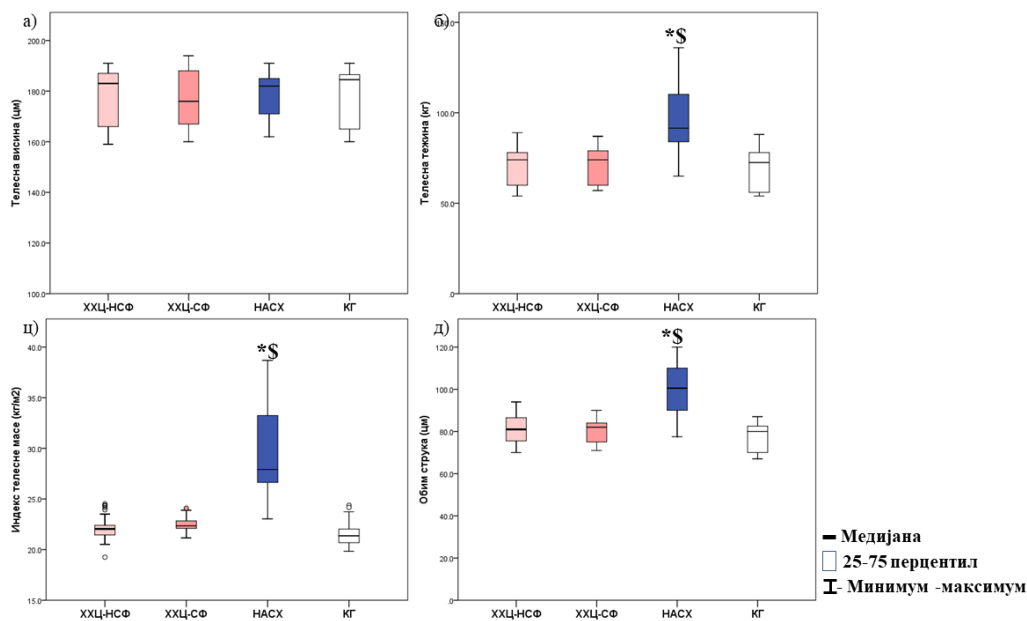 а)
Телесна висина (цм)
200.0
180.0
160.0
140.0
120.0
100.0
ХХЦ-НСФ ХХЦ-СФ НАСХ КГ
б)
*$
Телесна тежина (кг)
150.0
100.0
50.0
.0
ХХЦ-НСФ ХХЦ-СФ НАСХ КГ
ц)
*$
Индекс телесне масе (кг/м2)
40.0
35.0
30.0
25.0
20.0
15.0
ХХЦ-НСФ ХХЦ-СФ НАСХ КГ
д)
*$
Обим струка (цм)
120.0
100.0
80.0
60.0
40.0
20.0
.0
ХХЦ-НСФ ХХЦ-СФ НАСХ КГ
Медијана
25-75 перцентил
- Минимум -максимум